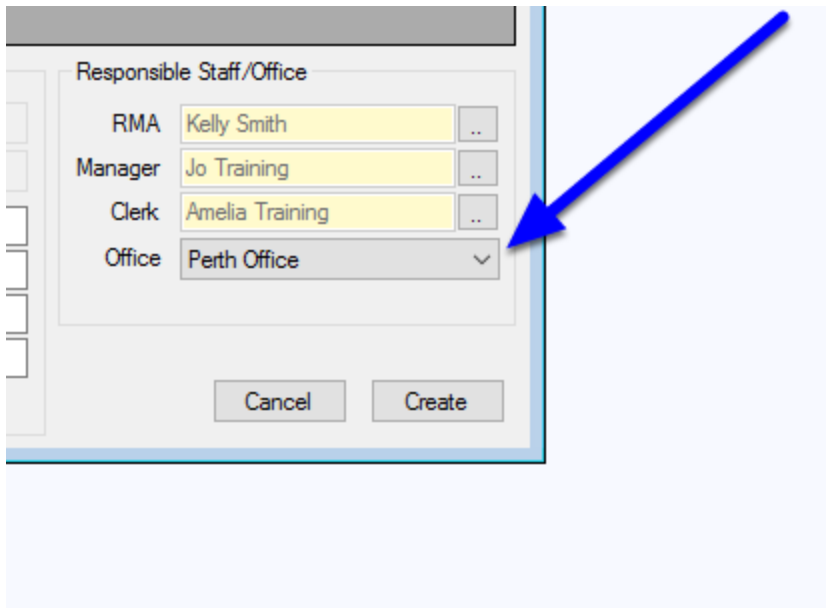 Responsible Staff/Office
RMA Kelly Smith ..
Manager Jo Training ..
Clerk Amelia Training ..
Office Perth Office
Cancel Create